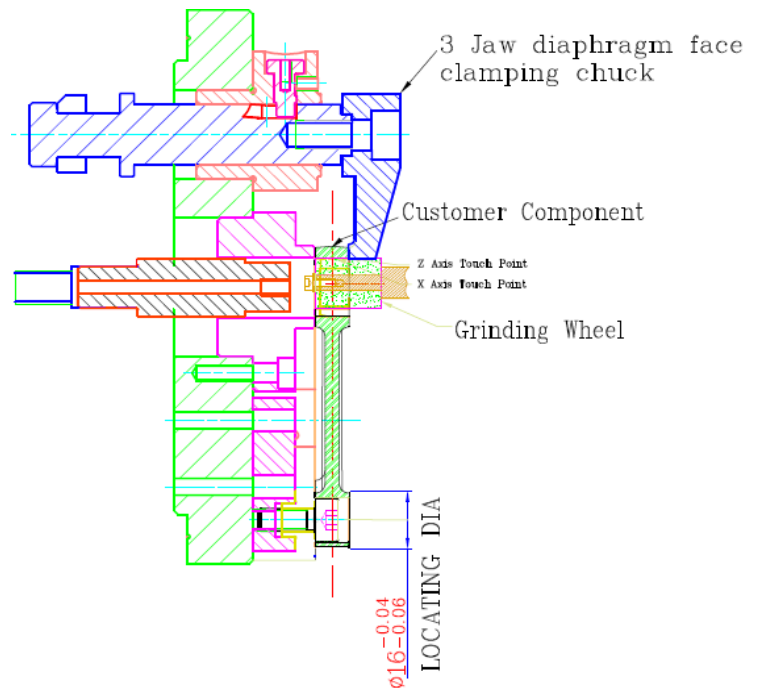 3 Jaw diaphragm face
clamping chuck
Customer Component
Z Axis Touch Point
X Axis Touch Point
Grinding Wheel
LOCATING DIA
ø16-0.04
-0.06